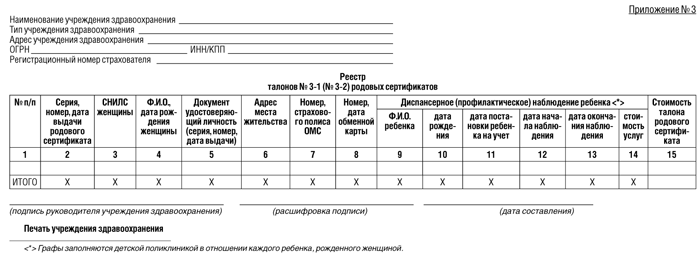 Приложение № 3
Наименование учреждения здравоохранения
Тип учреждения здравоохранения
Адрес учреждения здравоохранения
ОГРН ИНН/КПП
Регистрационный номер страхователя
Реестр
талонов № 3-1 (№ 3-2) родовых сертификатов
№ п/п
Серия, номер, дата выдачи родового сертификата
СНИЛС женщины
Ф.И.О., дата рождения женщины
Документ удостоверяющий личность (серия, номер, дата выдачи)
Адрес места жительства
Номер, страхового полиса ОМС
Номер, дата обменной карты
Диспансерное (профилактическое) наблюдение ребенка <*>
Ф.И.О. ребенка
дата рождения
дата постановки ребенка на учет
дата начала наблюдения
дата окончания наблюдения
стоимость услуг
Стоимость талона родового сертификата
1 2 3 4 5 6 7 8 9 10 11 12 13 14 15
ИТОГО X X X X X X X X X X X X X
(подпись руководителя учреждения здравоохранения) (расшифровка подписи) (дата составления)
Печать учреждения здравоохранения
<*> Графы заполняются детской поликлиникой в отношении каждого ребенка, рожденного женщиной.